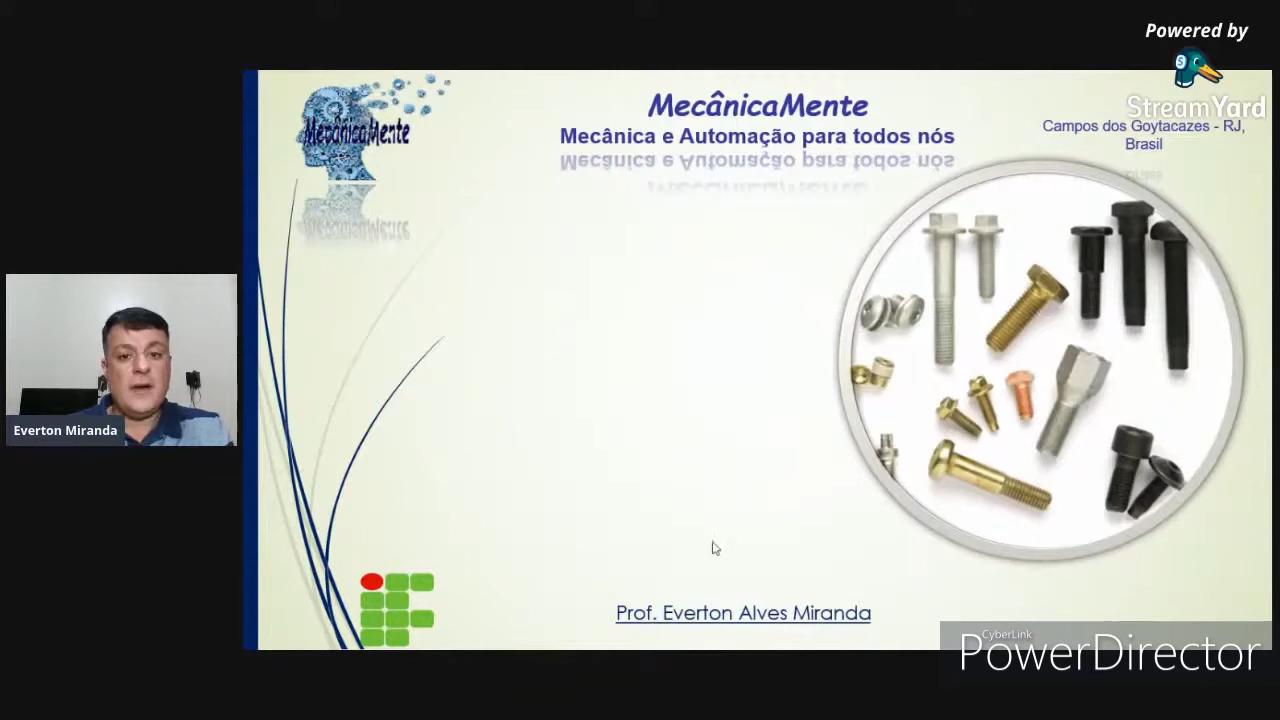 Powered by
StreamYard
MecânicaMente
MecânicaMente
Mecânica e Automação para todos nós
Campos dos Goytacazes - RJ,
Brasil
Everton Miranda
Prof. Everton Alves Miranda
CyberLink
PowerDirector